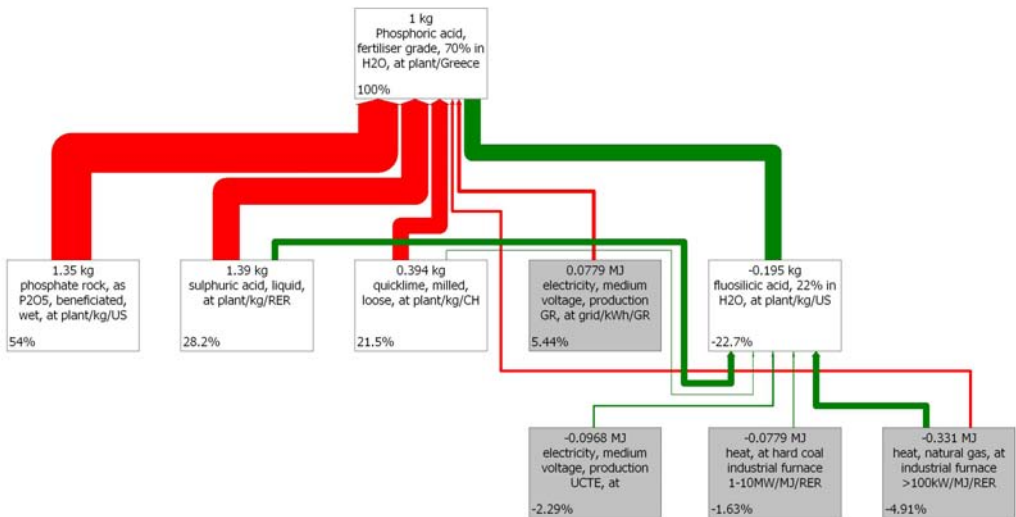 1 kg
Phosphoric acid,
fertiliser grade, 70% in
H2O, at plant/Greece
100%
1.35 kg
phosphate rock, as
P2O5, beneficiated,
wet, at plant/kg/US
54%
1.39 kg
sulphuric acid, liquid,
at plant/kg/RER
28.2%
0.394 kg
quicklime, milled,
loose, at plant/kg/CH
21.5%
0.0779 MJ
electricity, medium
voltage, production
GR, at grid/kWh/GR
5.44%
-0.195 kg
fluosilicic acid, 22% in
H2O, at plant/kg/US
-22.7%
-0.0968 MJ
electricity, medium
voltage, production
UCTE, at
-2.29%
-0.0779 MJ
heat, at hard coal
industrial furnace
1-10MW/MJ/RER
-1.63%
-0.331 MJ
heat, natural gas, at
industrial furnace
>100kW/MJ/RER
-4.91%